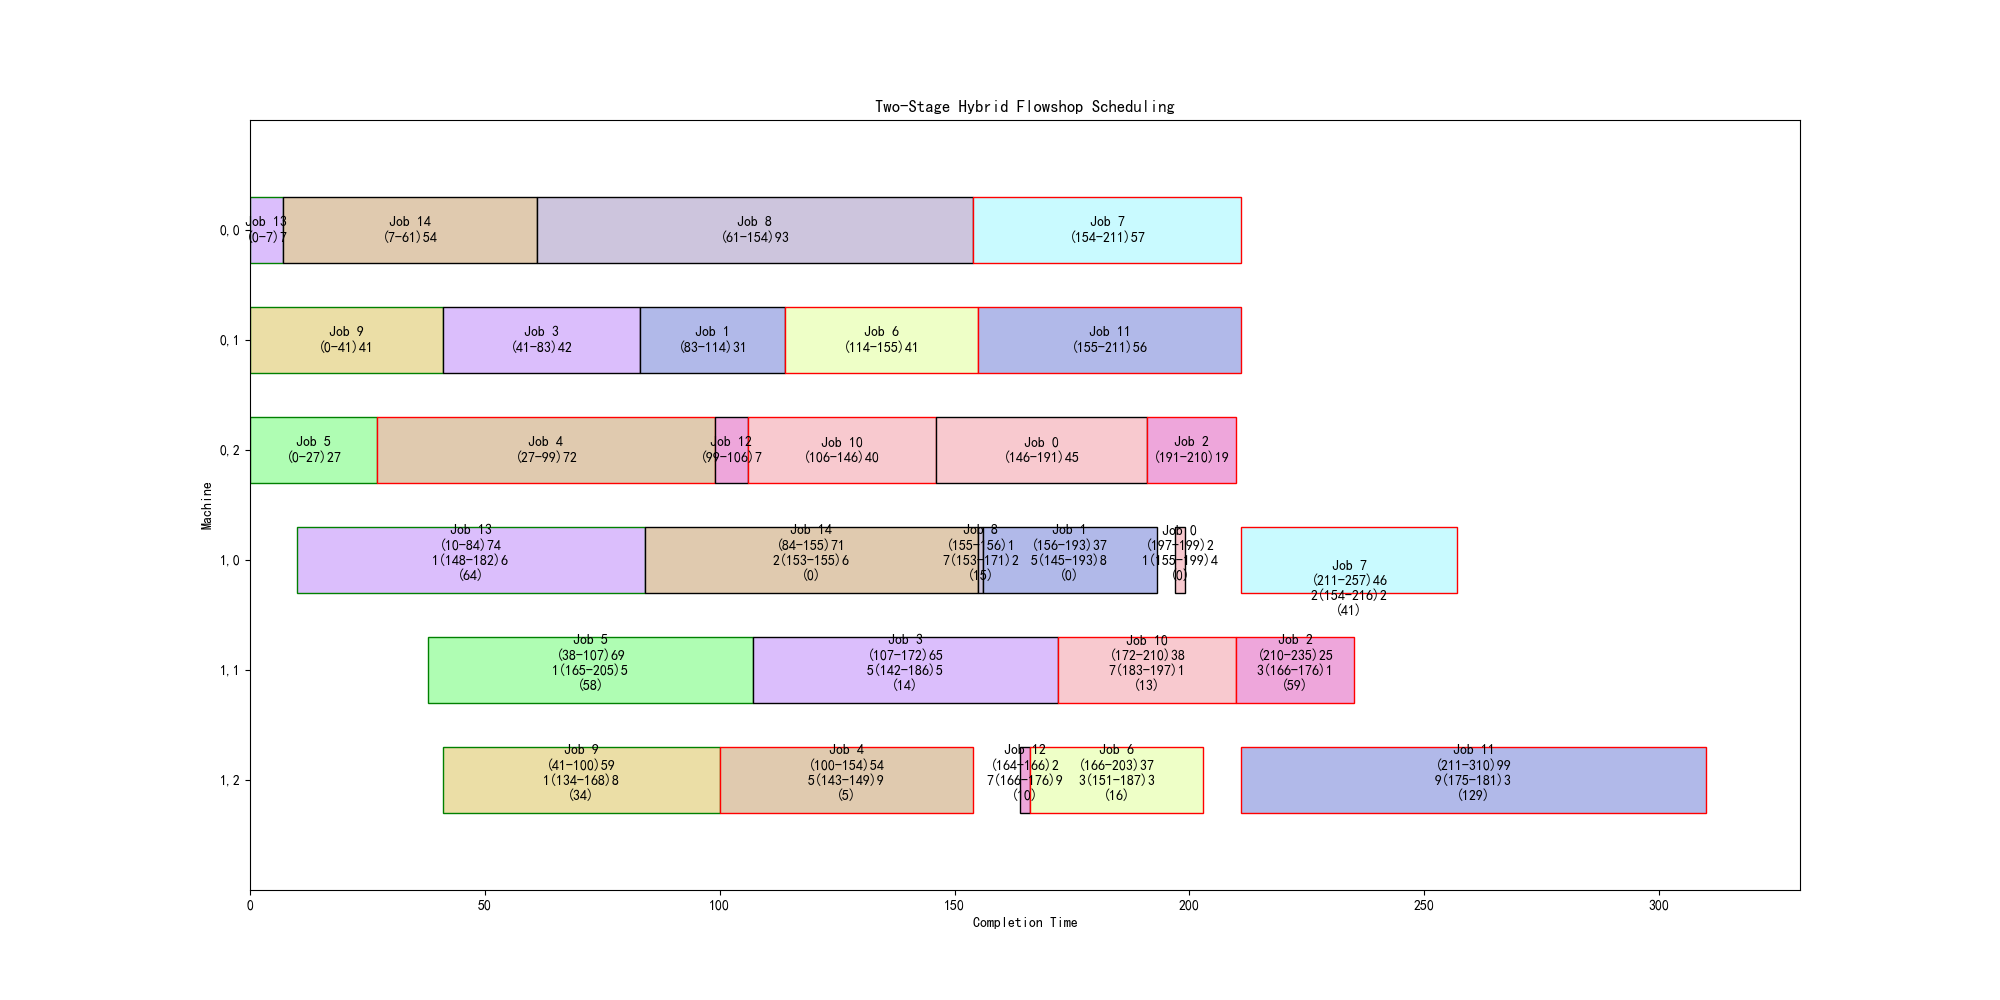 Two-Stage Hybrid Flowshop Scheduling
Machine
0,0
Job 13
(0-7)7
Job 14
(7-61)54
Job 8
(61-154)93
Job 7
(154-211)57
0,1
Job 9
(0-41)41
Job 3
(41-83)42
Job 1
(83-114)31
Job 6
(114-155)41
Job 11
(155-211)56
0,2
Job 5
(0-27)27
Job 4
(27-99)72
Job 12
(99-106)7
Job 10
(106-146)40
Job 0
(146-191)45
Job 2
(191-210)19
1,0
Job 13
(10-84)74
1(148-182)6
(64)
Job 14
(84-155)71
2(153-155)6
(0)
Job 8
(155-156)1
7(153-171)2
(15)
Job 1
(156-193)37
5(145-193)8
(0)
Job 0
(197-199)2
1(155-199)4
(0)
Job 7
(211-257)46
2(154-216)2
(41)
1,1
Job 5
(38-107)69
1(165-205)5
(58)
Job 3
(107-172)65
5(142-186)5
(14)
Job 10
(172-210)38
7(183-197)1
(13)
Job 2
(210-235)25
3(166-176)1
(59)
1,2
Job 9
(41-100)59
1(134-168)8
(34)
Job 4
(100-154)54
5(143-149)9
(5)
Job 12
(164-166)2
7(166-176)9
(10)
Job 6
(166-203)37
3(151-187)3
(16)
Job 11
(211-310)99
9(175-181)3
(129)
0
50
100
150
200
250
300
Completion Time